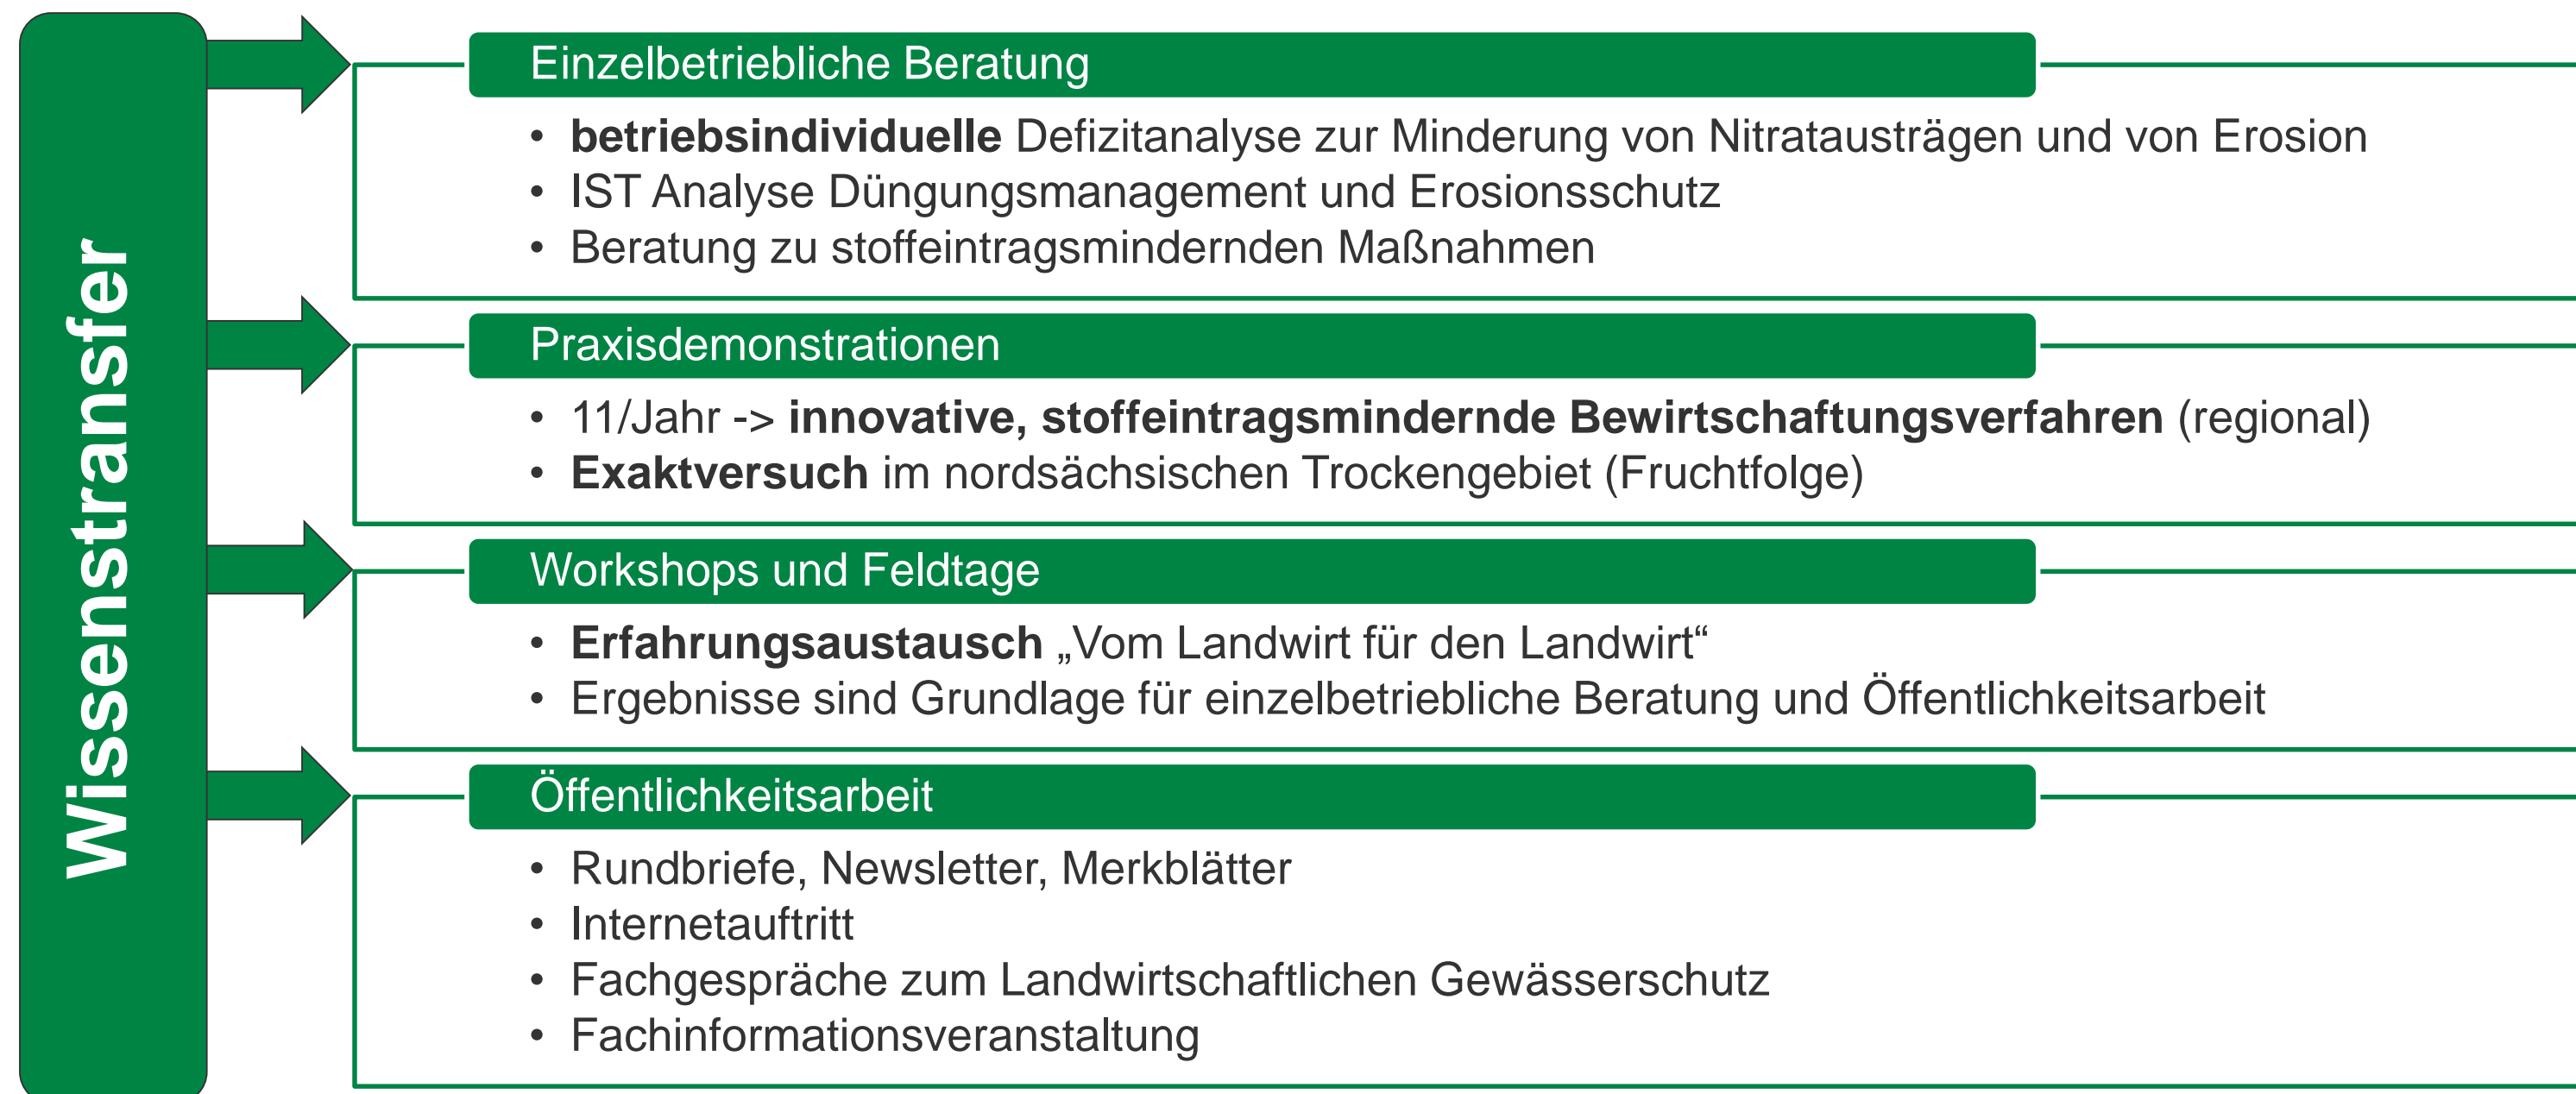 Wissenstransfer
Einzelbetriebliche Beratung
• betriebsindividuelle Defizitanalyse zur Minderung von Nitratausträgen und von Erosion
• IST Analyse Düngungsmanagement und Erosionsschutz
• Beratung zu stoffeintragsmindernden Maßnahmen
Praxisdemonstrationen
• 11/Jahr -> innovative, stoffeintragsmindernde Bewirtschaftungsverfahren (regional)
• Exaktversuch im nordsächsischen Trockengebiet (Fruchtfolge)
Workshops und Feldtage
• Erfahrungsaustausch „Vom Landwirt für den Landwirt“
• Ergebnisse sind Grundlage für einzelbetriebliche Beratung und Öffentlichkeitsarbeit
Öffentlichkeitsarbeit
• Rundbriefe, Newsletter, Merkblätter
• Internetauftritt
• Fachgespräche zum Landwirtschaftlichen Gewässerschutz
• Fachinformationsveranstaltung